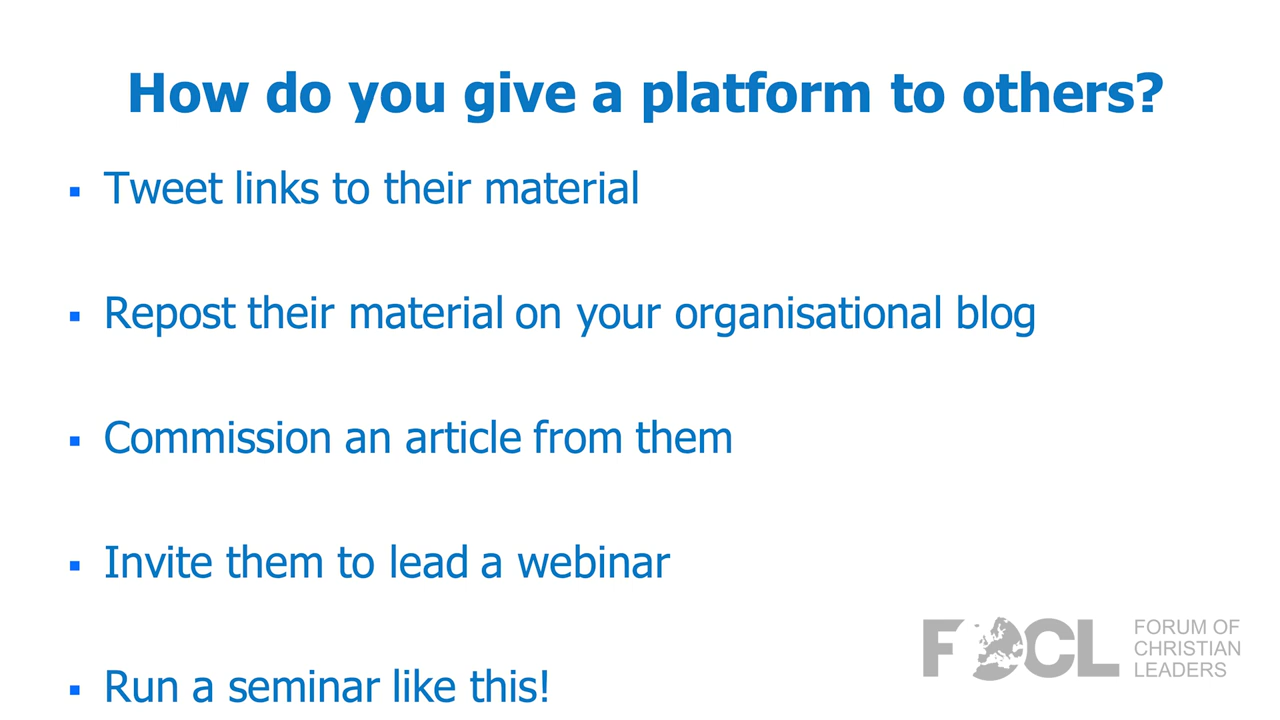 How do you give a platform to others?
▪ Tweet links to their material
▪ Repost their material on your organisational blog
▪ Commission an article from them
▪ Invite them to lead a webinar
▪ Run a seminar like this!
FOCL
FORUM OF
CHRISTIAN
LEADERS